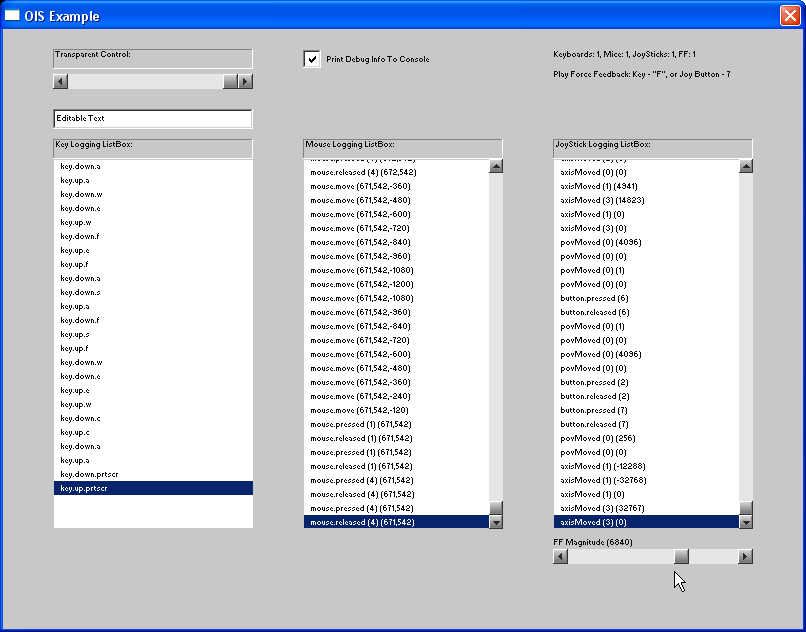 OIS Example
Transparent Control:
Print Debug Info To Console
Keyboards: 1, Mice: 1, JoySticks: 1, FF: 1
Play Force Feedback: Key - "F", or Joy Button - 7
Editable Text
Key Logging ListBox:
key.down.a
key.up.a
key.down.w
key.down.e
key.up.w
key.down.f
key.up.e
key.up.f
key.down.a
key.down.s
key.up.a
key.down.f
key.up.s
key.up.f
key.down.w
key.down.e
key.up.e
key.up.w
key.down.c
key.up.c
key.down.a
key.up.a
key.down.prtscr
key.up.prtscr
Mouse Logging ListBox:
mouse.released (4) (672,542)
mouse.move (671,542,-360)
mouse.move (671,542,-480)
mouse.move (671,542,-600)
mouse.move (671,542,-720)
mouse.move (671,542,-840)
mouse.move (671,542,-960)
mouse.move (671,542,-1080)
mouse.move (671,542,-1200)
mouse.move (671,542,-1080)
mouse.move (671,542,-960)
mouse.move (671,542,-840)
mouse.move (671,542,-720)
mouse.move (671,542,-600)
mouse.move (671,542,-480)
mouse.move (671,542,-360)
mouse.move (671,542,-240)
mouse.move (671,542,-120)
mouse.pressed (1) (671,542)
mouse.released (1) (671,542)
mouse.pressed (1) (671,542)
mouse.released (1) (671,542)
mouse.pressed (4) (671,542)
mouse.released (4) (671,542)
mouse.pressed (4) (671,542)
mouse.released (4) (671,542)
JoyStick Logging ListBox:
axisMoved (0) (0)
axisMoved (1) (4941)
axisMoved (3) (14823)
axisMoved (1) (0)
axisMoved (3) (0)
povMoved (0) (4096)
povMoved (0) (0)
povMoved (0) (1)
povMoved (0) (0)
button.pressed (6)
button.released (6)
povMoved (0) (1)
povMoved (0) (0)
povMoved (0) (4096)
povMoved (0) (0)
button.pressed (2)
button.released (2)
button.pressed (7)
button.released (7)
povMoved (0) (256)
povMoved (0) (0)
axisMoved (1) (-12288)
axisMoved (1) (-32768)
axisMoved (1) (0)
axisMoved (3) (32767)
axisMoved (3) (0)
FF Magnitude (6840)